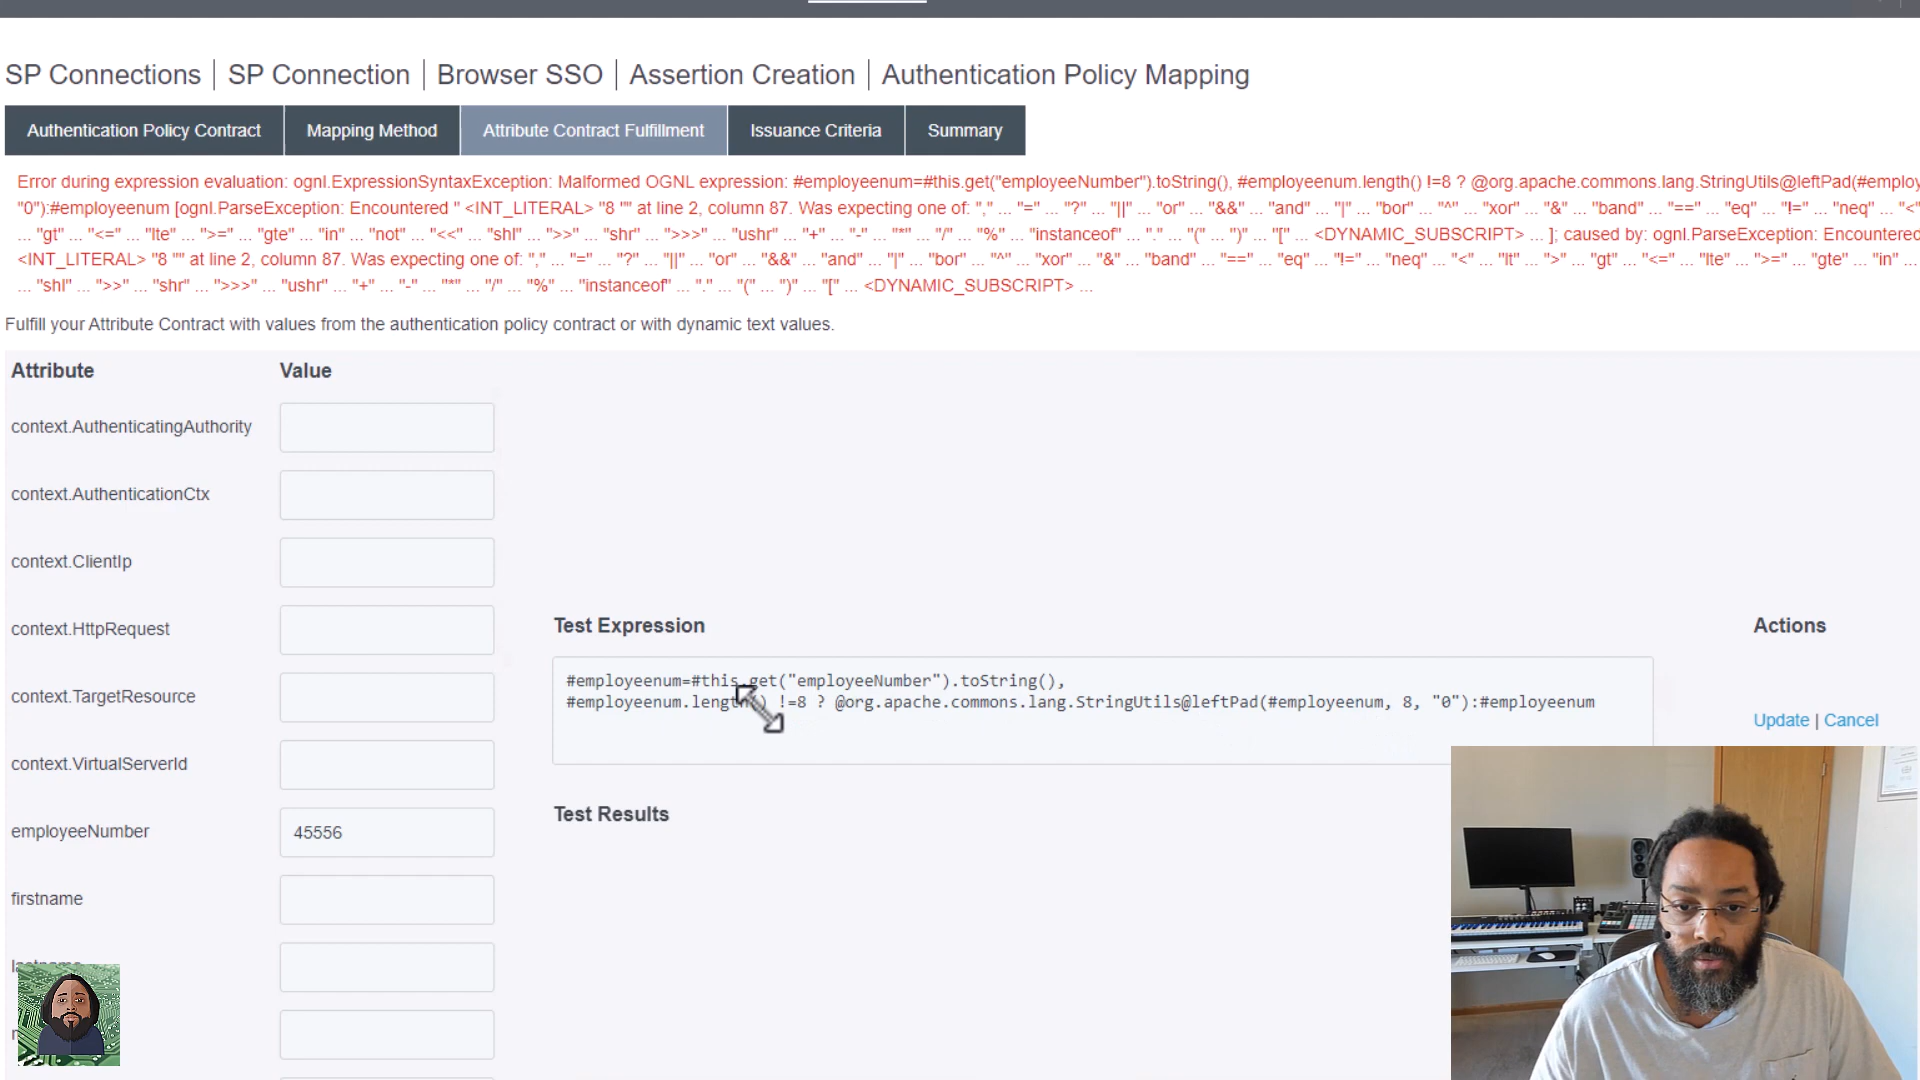 SP Connections | SP Connection | Browser SSO | Assertion Creation | Authentication Policy Mapping
Authentication Policy Contract Mapping Method Attribute Contract Fulfillment Issuance Criteria Summary
Error during expression evaluation: ognl.ExpressionSyntaxException: Malformed OGNL expression: #employeenum=#this.get("employeeNumber").toString(), #employeenum.length() !=8 ? @org.apache.commons.lang.StringUtils@leftPad(#employ
"0"):#employeenum [ognl.ParseException: Encountered " <INT_LITERAL> "8 "" at line 2, column 87. Was expecting one of: "," ... "=" ... "?" ... "||" ... "or" ... "&&" ... "and" ... "|" ... "bor" ... "^" ... "xor" ... "&" ... "band" ... "==" ... "eq" ... "!=" ... "neq" ... "<"
... "gt" ... "<=" ... "lte" ... ">=" ... "gte" ... "in" ... "not" ... "<<" ... "shl" ... ">>" ... "shr" ... ">>>" ... "ushr" ... "+" ... "-" ... "*" ... "/" ... "%" ... "instanceof" ... "." ... "(" ... ")" ... "[" ... <DYNAMIC_SUBSCRIPT> ... ]; caused by: ognl.ParseException: Encountered
<INT_LITERAL> "8 "" at line 2, column 87. Was expecting one of: "," ... "=" ... "?" ... "||" ... "or" ... "&&" ... "and" ... "|" ... "bor" ... "^" ... "xor" ... "&" ... "band" ... "==" ... "eq" ... "!=" ... "neq" ... "<" ... "lt" ... ">" ... "gt" ... "<=" ... "lte" ... ">=" ... "gte" ... "in" ...
... "shl" ... ">>" ... "shr" ... ">>>" ... "ushr" ... "+" ... "-" ... "*" ... "/" ... "%" ... "instanceof" ... "." ... "(" ... ")" ... "[" ... <DYNAMIC_SUBSCRIPT> ...
Fulfill your Attribute Contract with values from the authentication policy contract or with dynamic text values.
Attribute Value
context.AuthenticatingAuthority
context.AuthenticationCtx
context.ClientIp
context.HttpRequest
Test Expression Actions
#employeenum=#this.get("employeeNumber").toString(),
context.TargetResource
#employeenum.length() !=8 ? @org.apache.commons.lang.StringUtils@leftPad(#employeenum, 8, "0"):#employeenum
Update | Cancel
context.VirtualServerId
Test Results
employeeNumber 45556
firstname